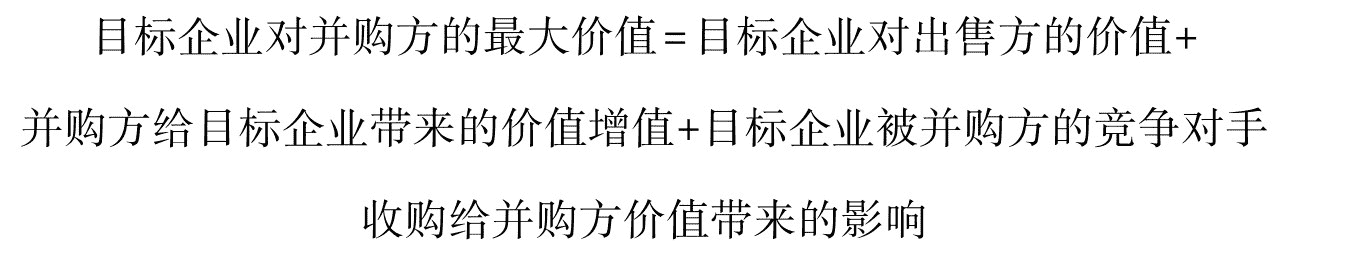 目标企业对并购方的最大价值=目标企业对出售方的价值+
并购方给目标企业带来的价值增值+目标企业被并购方的竞争对手
收购给并购方价值带来的影响